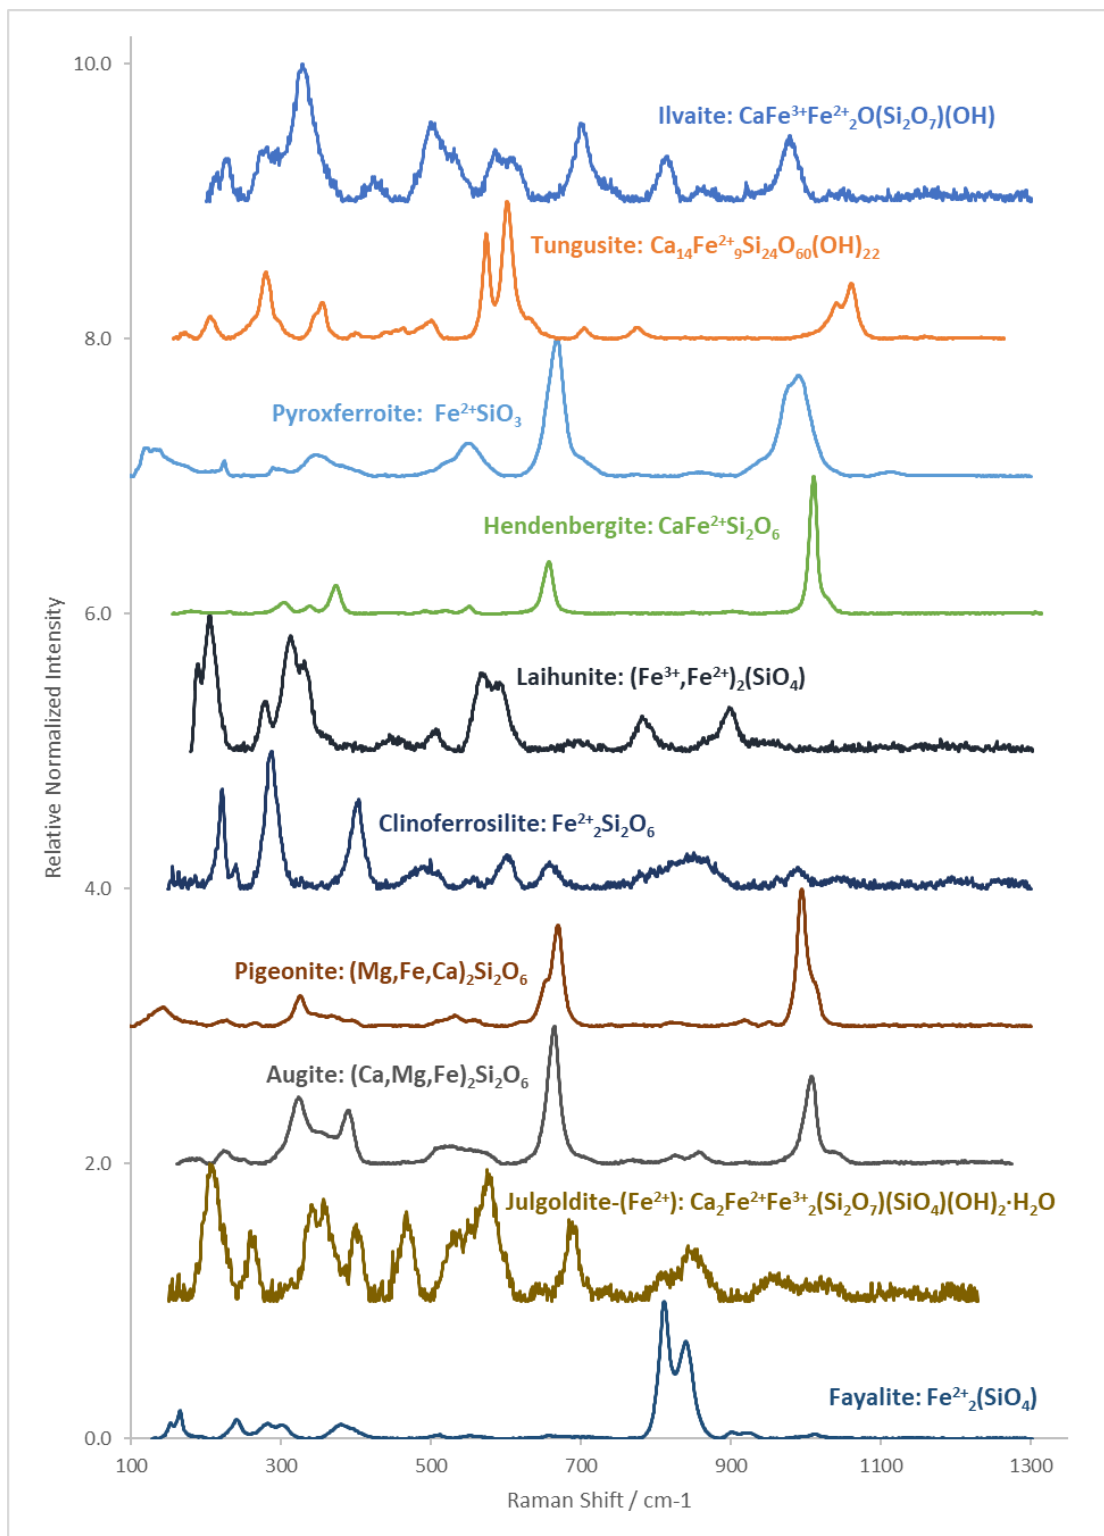 10.0
Ilvaite: CaFe³⁺Fe²⁺₂O(Si₂O₇)(OH)
Tungusite: Ca₁₄Fe²⁺₉Si₂₄O₆₀(OH)₂₂
8.0
Pyroxferroite: Fe²⁺SiO₃
Hendenbergite: CaFe²⁺Si₂O₆
6.0
Relative Normalized Intensity
Laihunite: (Fe³⁺,Fe²⁺)₂(SiO₄)
Clinoferrosilite: Fe²⁺₂Si₂O₆
4.0
Pigeonite: (Mg,Fe,Ca)₂Si₂O₆
Augite: (Ca,Mg,Fe)₂Si₂O₆
2.0
Julgoldite-(Fe²⁺): Ca₂Fe²⁺Fe³⁺₂(Si₂O₇)(SiO₄)(OH)₂·H₂O
Fayalite: Fe²⁺₂(SiO₄)
0.0
100 300 500 700 900 1100 1300
Raman Shift / cm-1